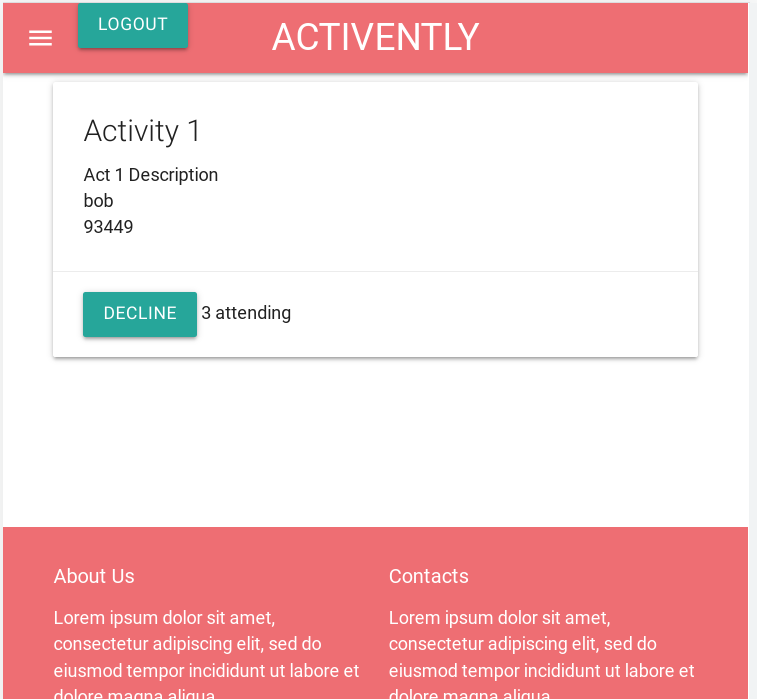 LOGOUT
ACTIVENTLY
Activity 1
Act 1 Description
bob
93449
DECLINE 3 attending
About Us
Lorem ipsum dolor sit amet,
consectetur adipiscing elit, sed do
eiusmod tempor incididunt ut labore et
dolore magna aliqua
Contacts
Lorem ipsum dolor sit amet,
consectetur adipiscing elit, sed do
eiusmod tempor incididunt ut labore et
dolore magna aliqua